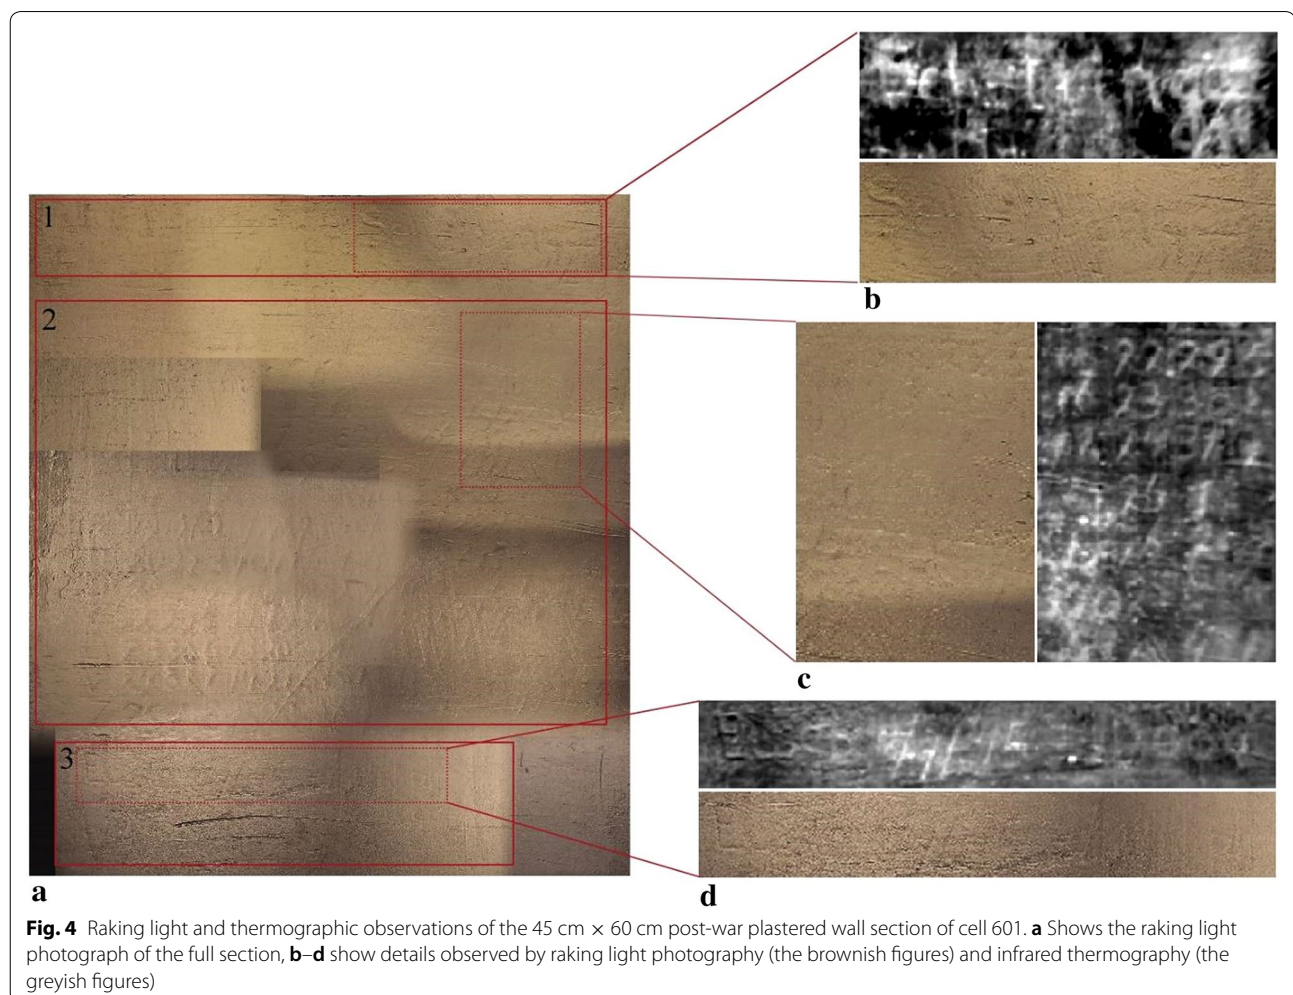 1
2
3
a
b
c
d
Fig. 4 Raking light and thermographic observations of the 45 cm × 60 cm post-war plastered wall section of cell 601. a Shows the raking light
photograph of the full section, b–d show details observed by raking light photography (the brownish figures) and infrared thermography (the
greyish figures)